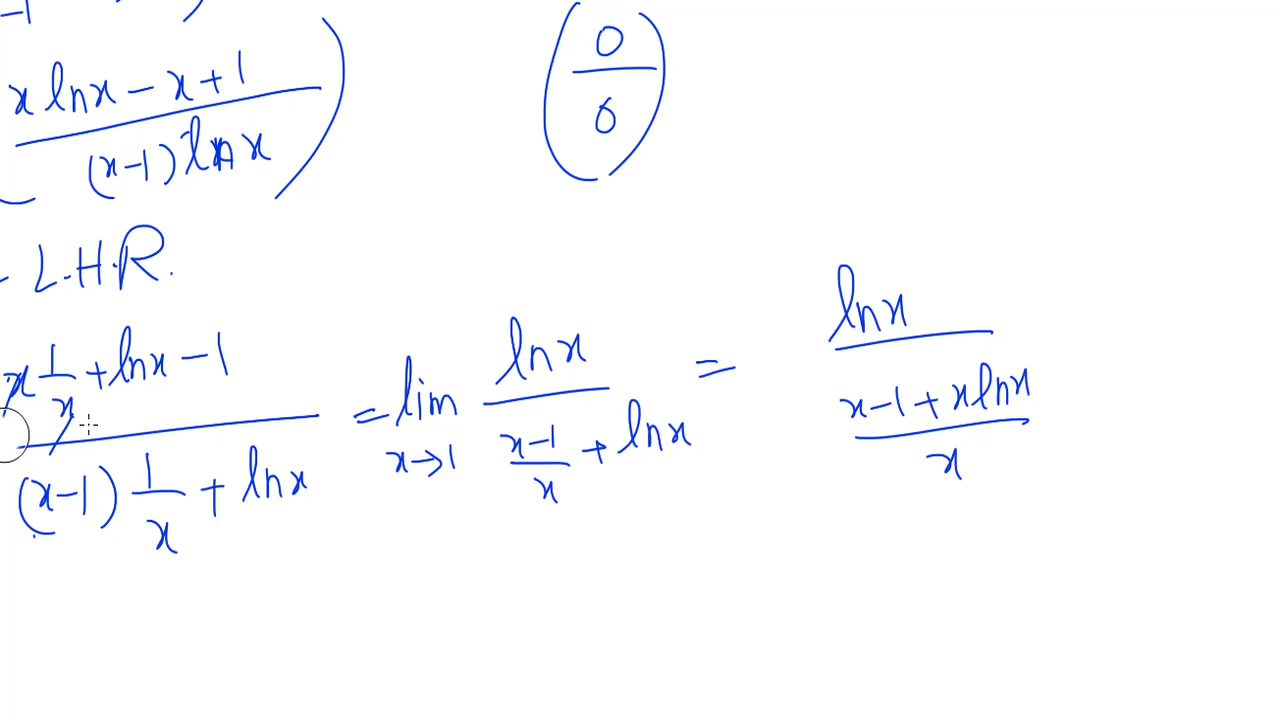 -1 )
( x ln x - x + 1 / (x-1) ln x ) ( 0 / 0 )
- L.H.R.
x 1/x + ln x - 1 / (x-1) 1/x + ln x = lim x→1 ln x / (x-1)/x + ln x = ln x / (x-1+x ln x)/x